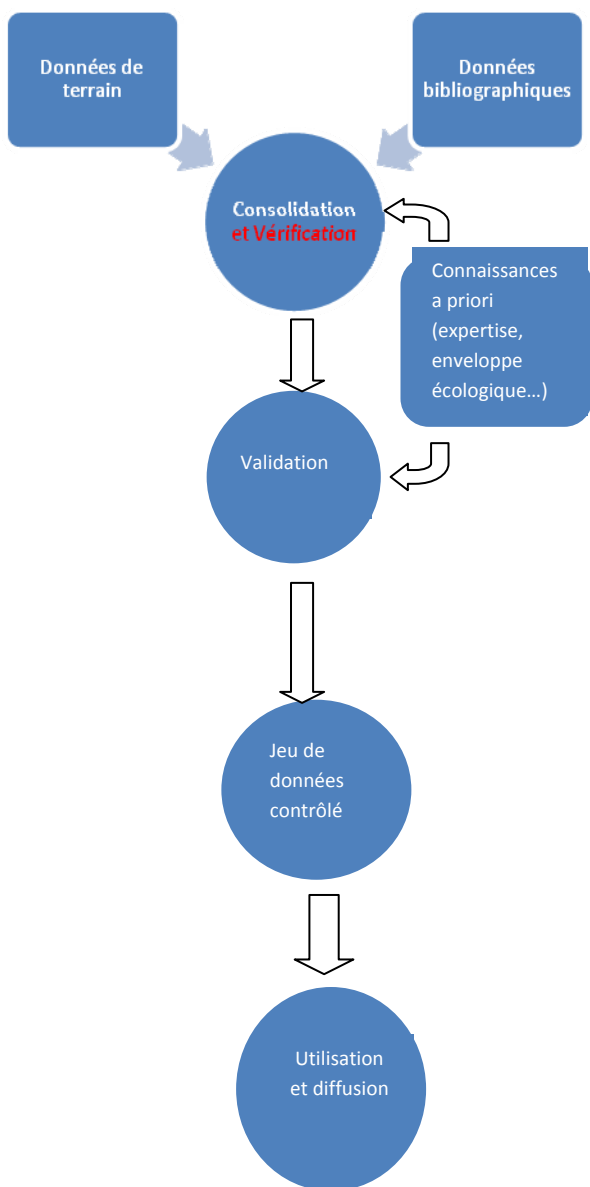 Données de
terrain
Données
bibliographiques
Consolidation
et Vérification
Connaissances
a priori
(expertise,
enveloppe
écologique…)
Validation
Jeu de
données
contrôlé
Utilisation
et diffusion